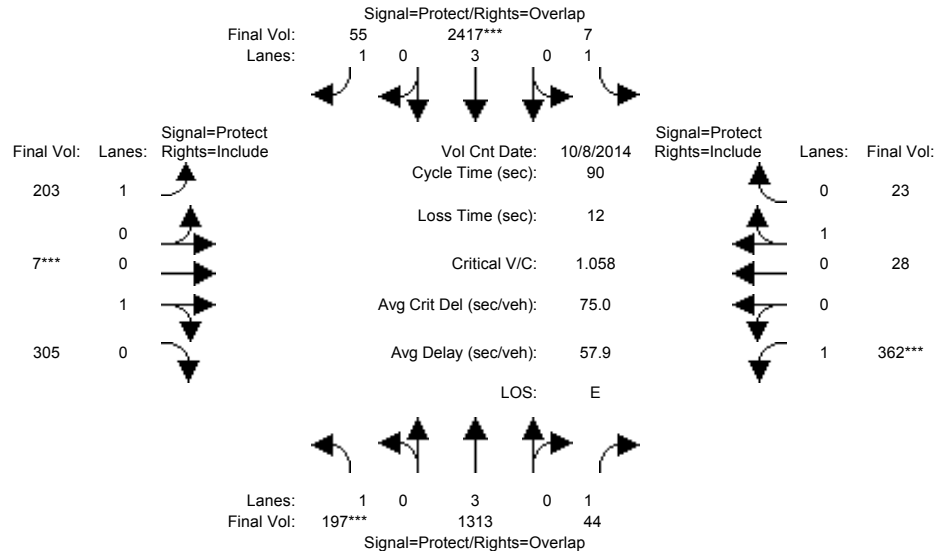 Signal=Protect/Rights=Overlap
Final Vol: 55 2417*** 7
Lanes: 1 0 3 0 1
Signal=Protect Signal=Protect
Final Vol: Lanes: Rights=Include Vol Cnt Date: 10/8/2014 Rights=Include Lanes: Final Vol:
Cycle Time (sec): 90
203 1 0 23
Loss Time (sec): 12
0 1
7*** 0 Critical V/C: 1.058 0 28
1 Avg Crit Del (sec/veh): 75.0 0
305 0 Avg Delay (sec/veh): 57.9 1 362***
LOS: E
Lanes: 1 0 3 0 1
Final Vol: 197*** 1313 44
Signal=Protect/Rights=Overlap